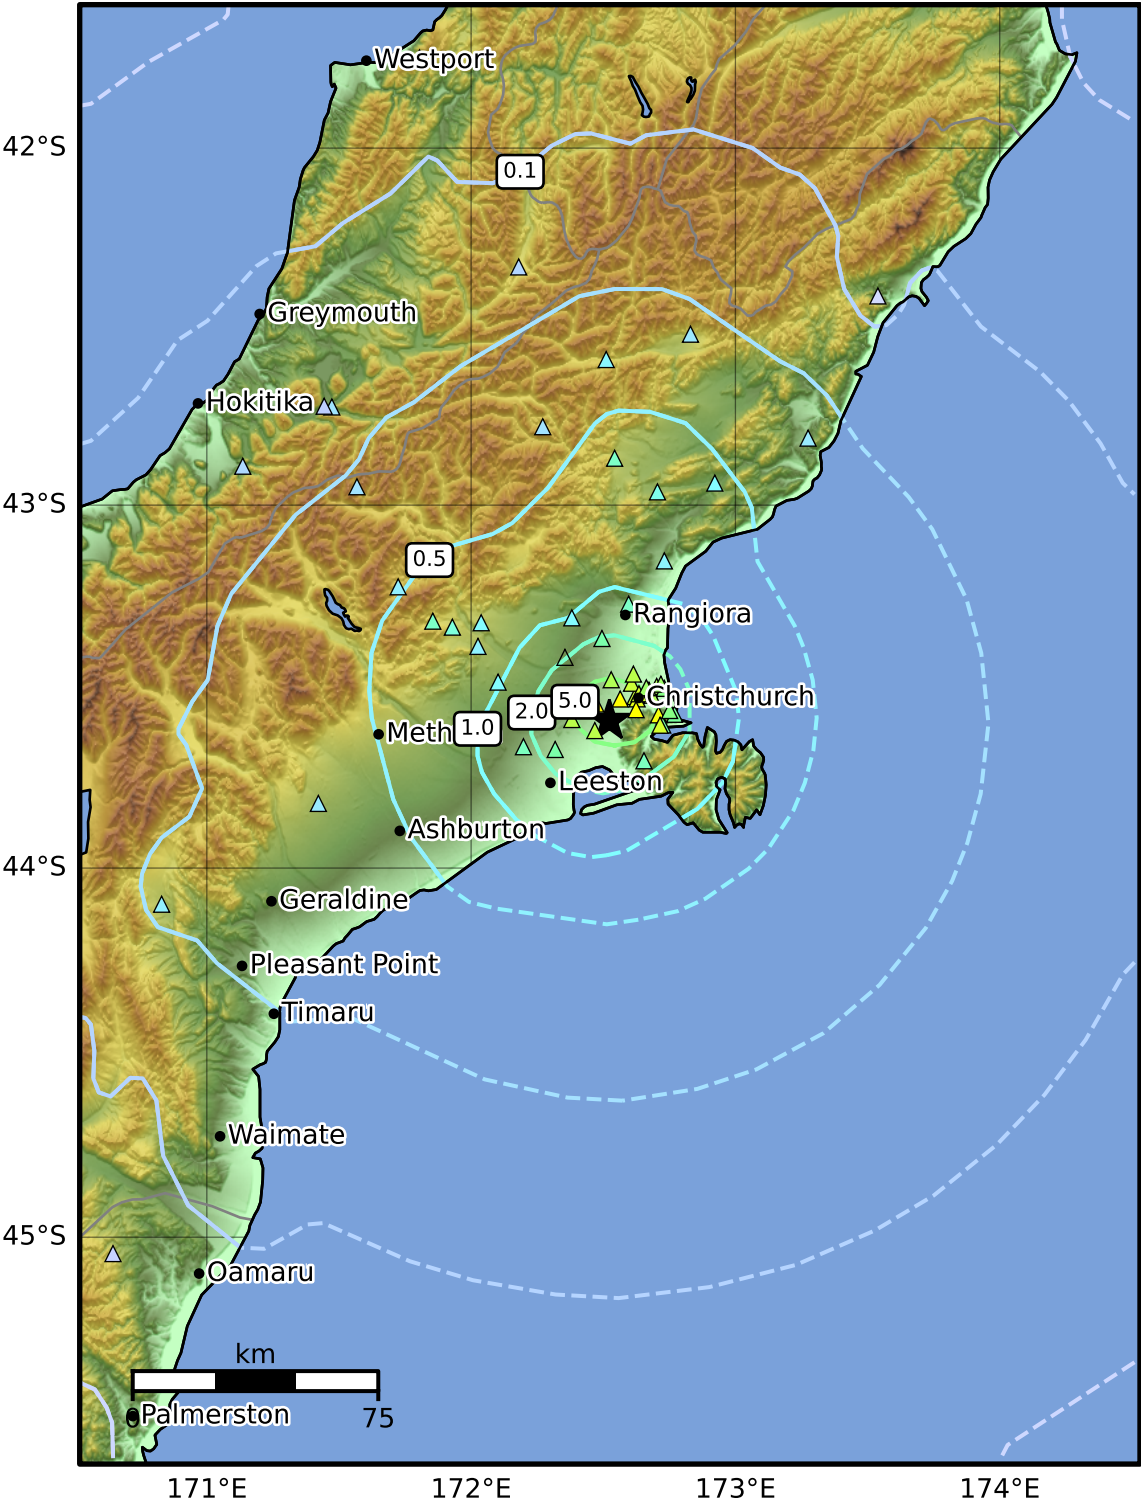 Westport
42°S
0.1
Greymouth
Hokitika
43°S
0.5
Rangiora
Christchurch
5.0
2.0
1.0
Meth
Leeston
Ashburton
44°S
Geraldine
Pleasant Point
Timaru
Waimate
45°S
Oamaru
km
Palmerston
0 75
171°E 172°E 173°E 174°E